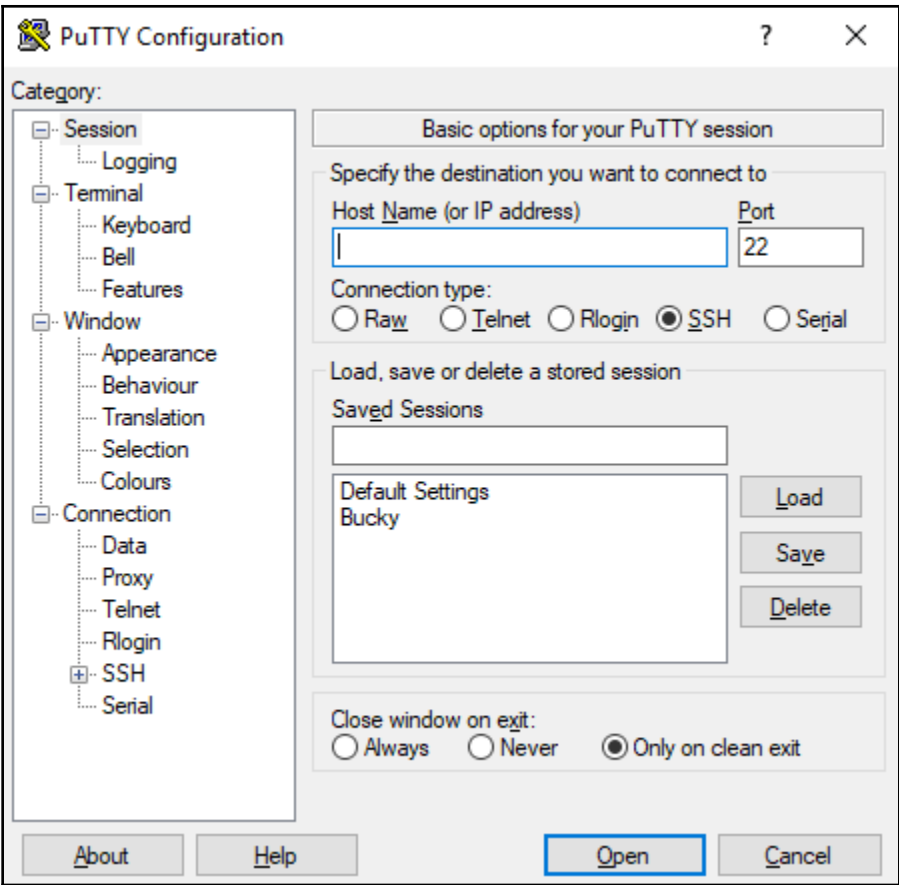 PuTTY Configuration
?
Category:
Session
Logging
Terminal
Keyboard
Bell
Features
Window
Appearance
Behaviour
Translation
Selection
Colours
Connection
Data
Proxy
Telnet
Rlogin
SSH
Serial
Basic options for your PuTTY session
Specify the destination you want to connect to
Host Name (or IP address) Port
22
Connection type:
Raw Telnet Rlogin SSH Serial
Load, save or delete a stored session
Saved Sessions
Default Settings
Bucky
Load
Save
Delete
Close window on exit:
Always Never Only on clean exit
About Help Open Cancel